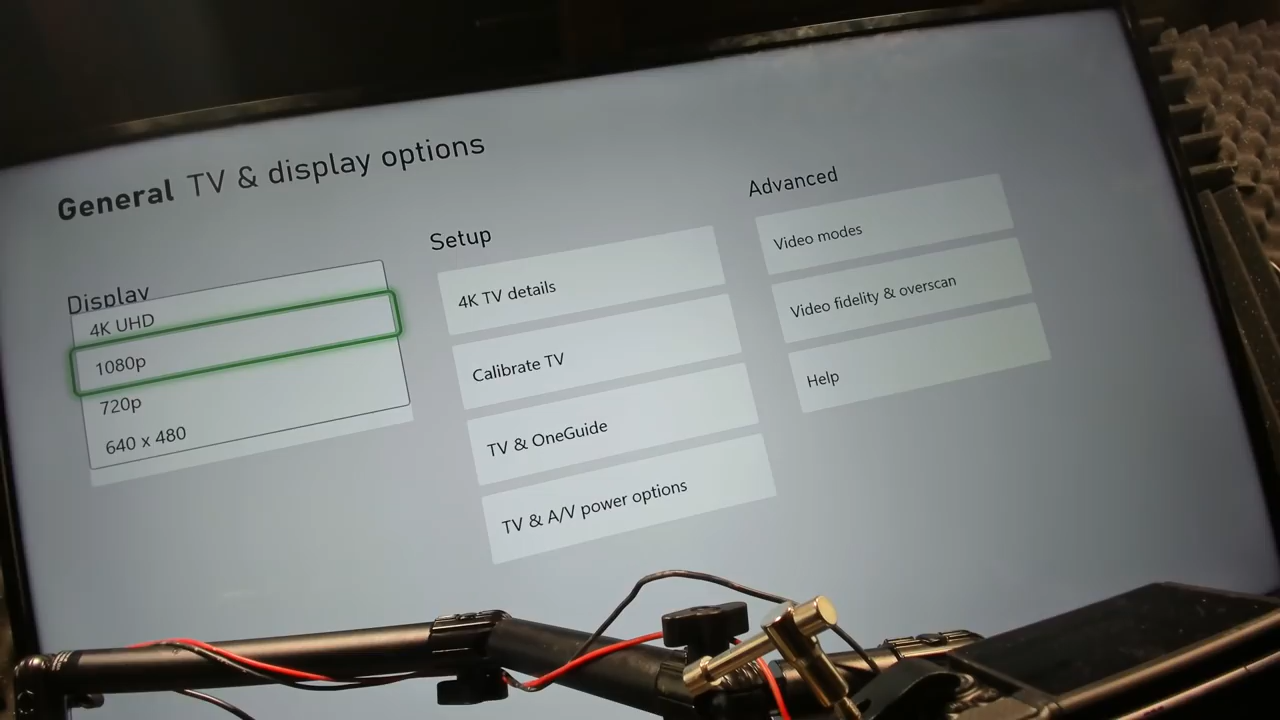 General TV & display options
Display
4K UHD
1080p
720p
640 x 480
Setup
4K TV details
Calibrate TV
TV & OneGuide
TV & A/V power options
Advanced
Video modes
Video fidelity & overscan
Help